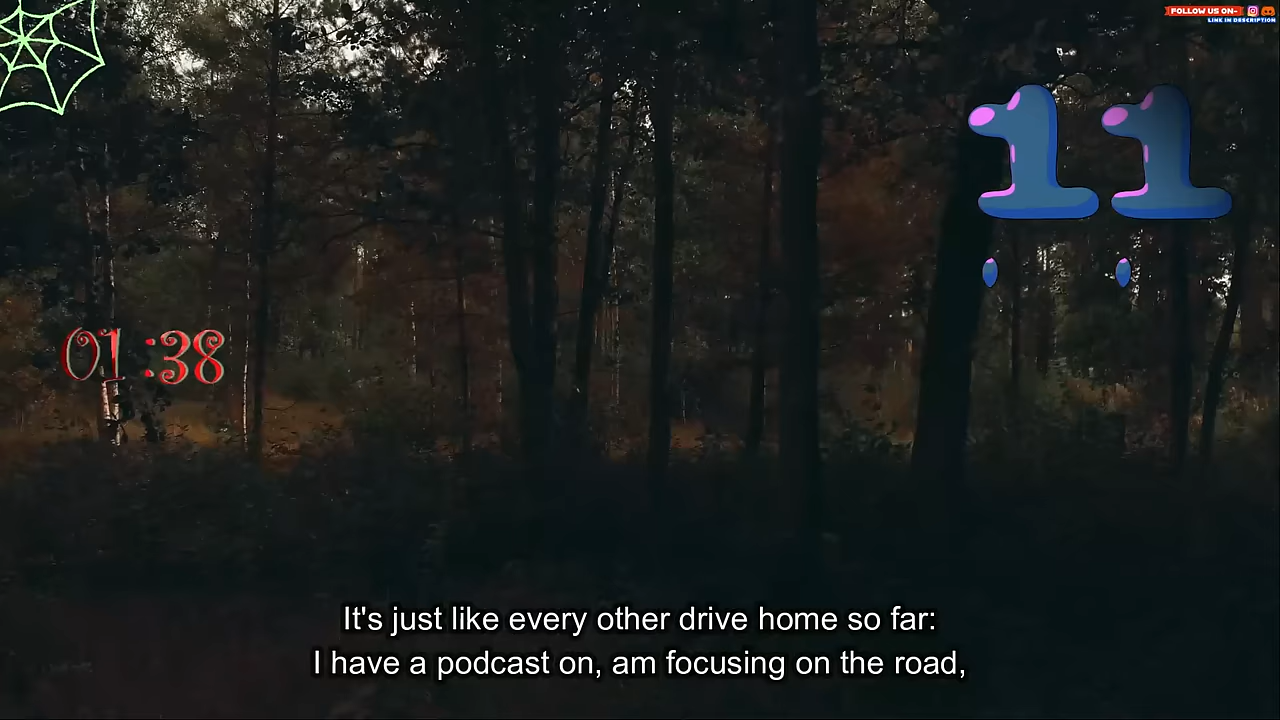 FOLLOW US ON-
LINK IN DESCRIPTION
11
01:38
It's just like every other drive home so far:
I have a podcast on, am focusing on the road,